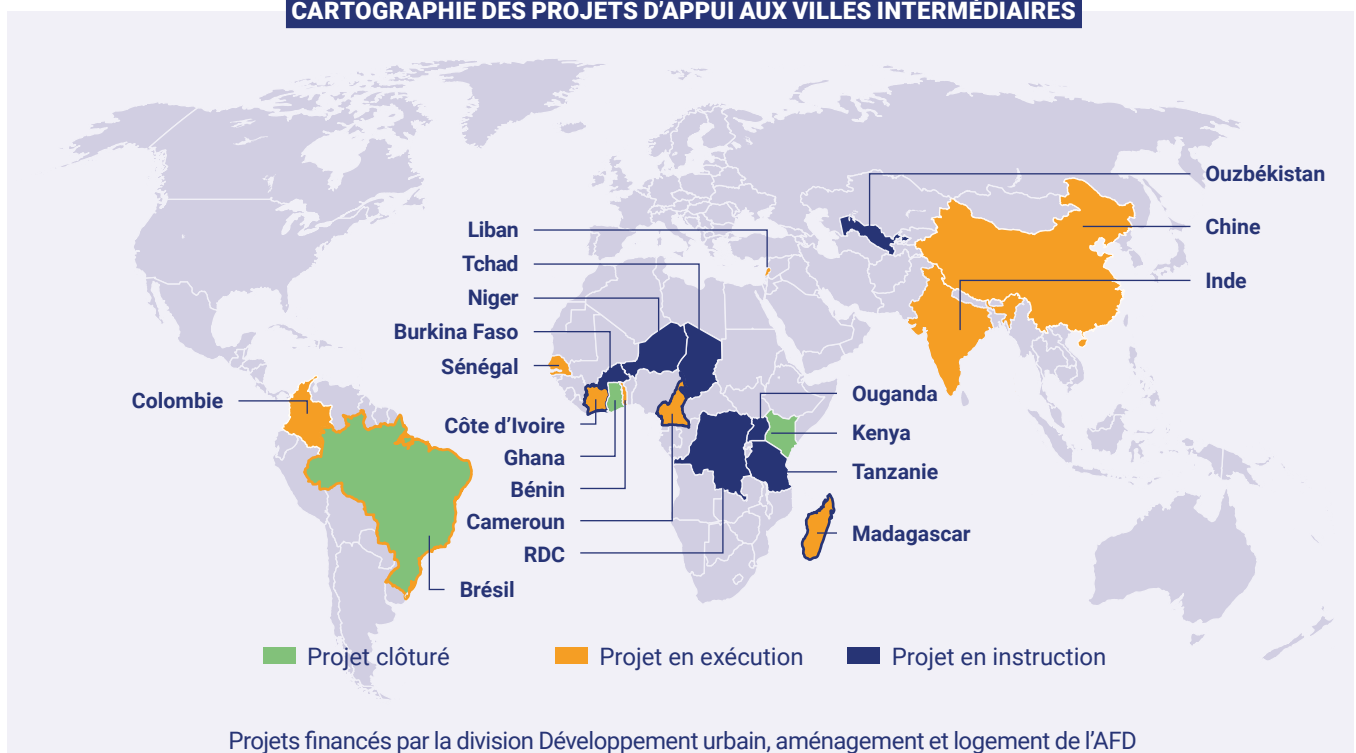 CARTOGRAPHIE DES PROJETS D'APPUI AUX VILLES INTERMÉDIAIRES
Ouzbékistan
Chine
Inde
Liban
Tchad
Niger
Burkina Faso
Sénégal
Colombie
Côte d'Ivoire
Ghana
Bénin
Cameroun
RDC
Brésil
Ouganda
Kenya
Tanzanie
Madagascar
Projet clôturé
Projet en exécution
Projet en instruction
Projets financés par la division Développement urbain, aménagement et logement de l'AFD